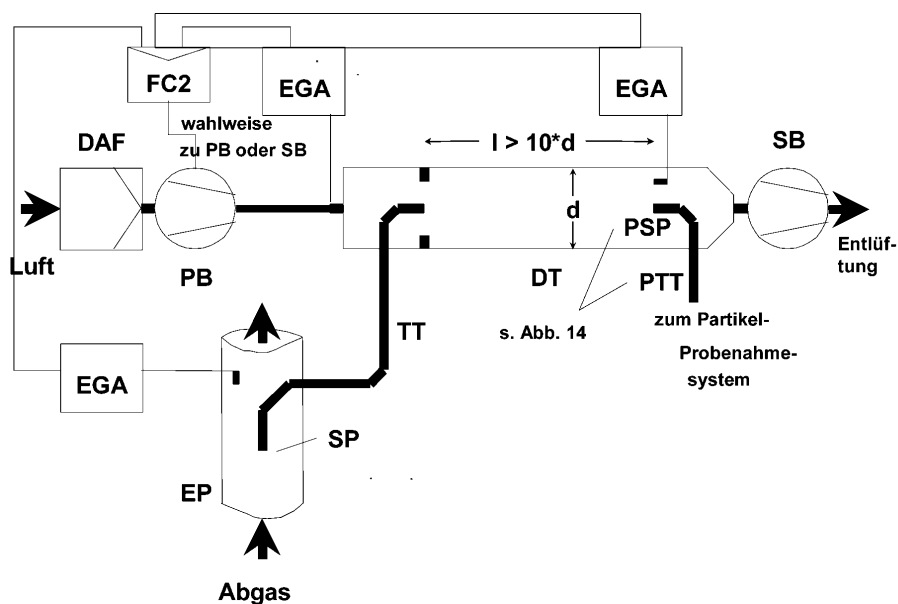 FC2
EGA
EGA
wahlweise
zu PB oder SB
DAF
l > 10*d
SB
d
PSP
Luft
PB
DT
PTT
Entlüf-
tung
TT
s. Abb. 14
zum Partikel-
Probenahme-
system
EGA
SP
EP
Abgas